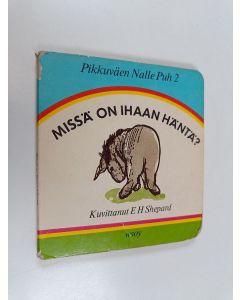 Pikkuväen Nalle Puh 2
MISSÄ ON IHAAN HÄNTÄ?
Kuvittanut E H Shepard
WSOY